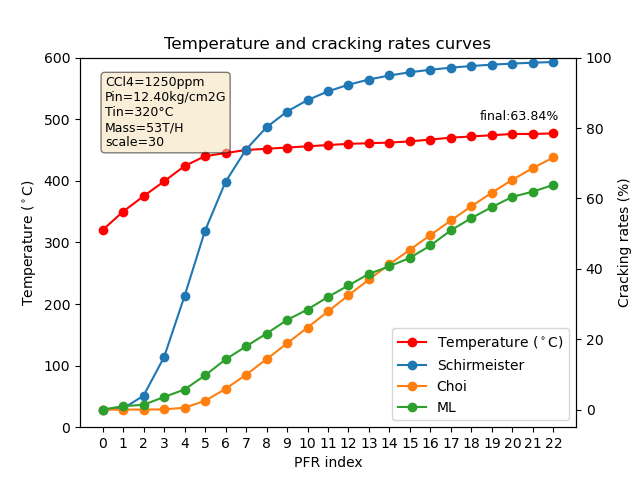 Temperature and cracking rates curves
CCl4=1250ppm
Pin=12.40kg/cm2G
Tin=320°C
Mass=53T/H
scale=30
final:63.84%
600
500
400
300
200
100
0
Temperature (°C)
100
80
60
40
20
0
Cracking rates (%)
Temperature (°C)
Schirmeister
Choi
ML
0 1 2 3 4 5 6 7 8 9 10 11 12 13 14 15 16 17 18 19 20 21 22
PFR index